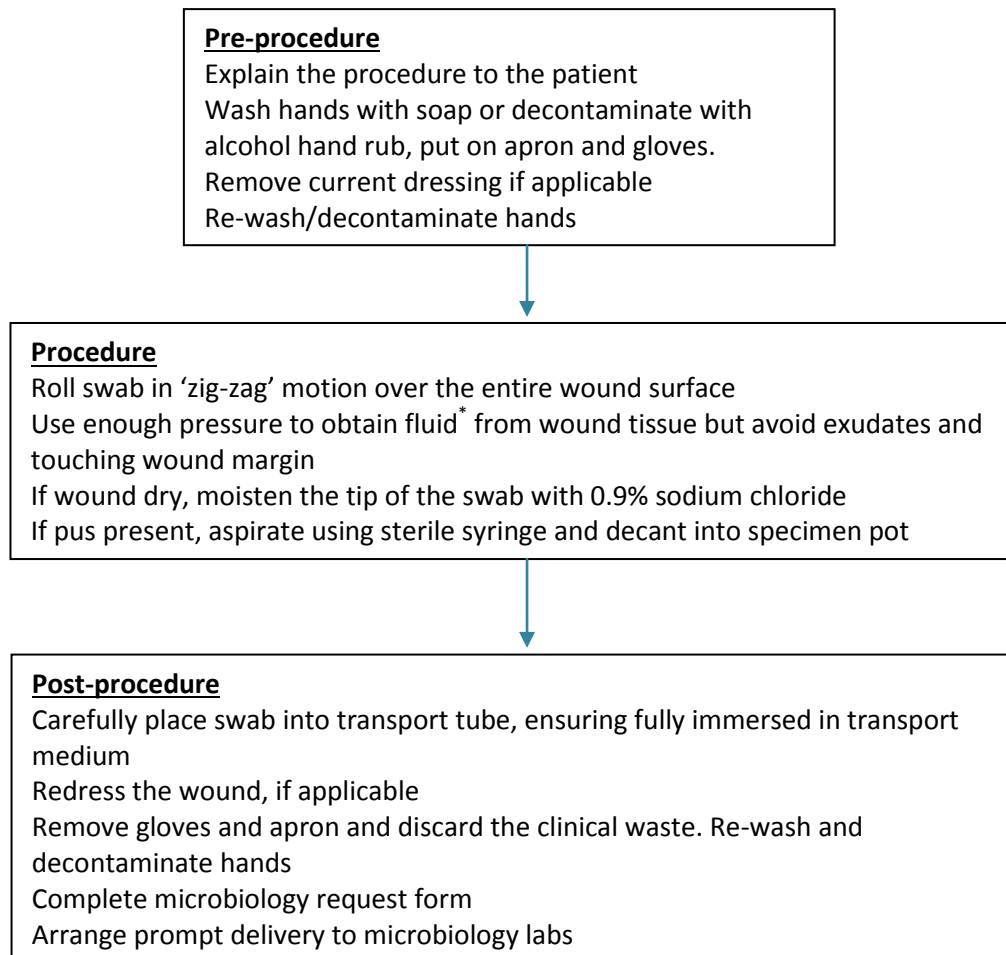 Pre-procedure
Explain the procedure to the patient
Wash hands with soap or decontaminate with
alcohol hand rub, put on apron and gloves.
Remove current dressing if applicable
Re-wash/decontaminate hands
Procedure
Roll swab in ‘zig-zag’ motion over the entire wound surface
Use enough pressure to obtain fluid* from wound tissue but avoid exudates and
touching wound margin
If wound dry, moisten the tip of the swab with 0.9% sodium chloride
If pus present, aspirate using sterile syringe and decant into specimen pot
Post-procedure
Carefully place swab into transport tube, ensuring fully immersed in transport
medium
Redress the wound, if applicable
Remove gloves and apron and discard the clinical waste. Re-wash and
decontaminate hands
Complete microbiology request form
Arrange prompt delivery to microbiology labs